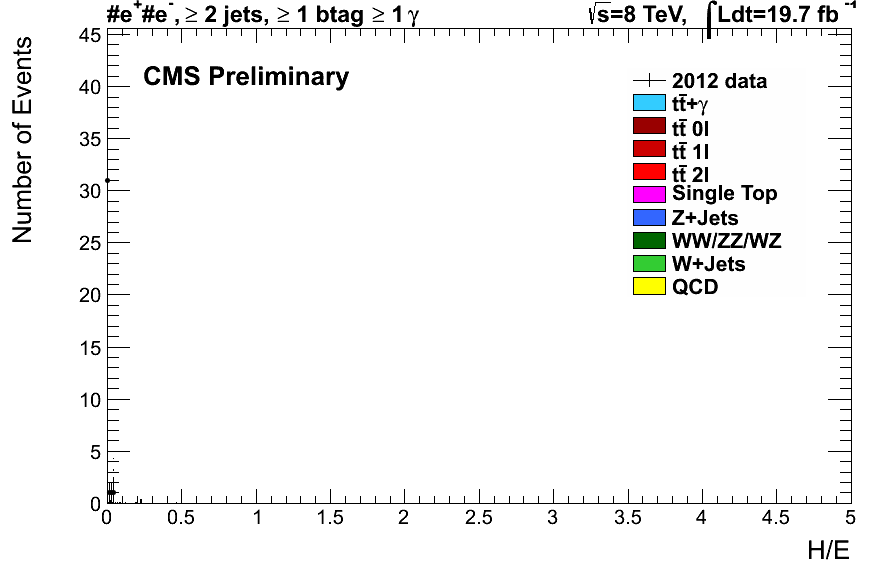 #e⁺#e⁻, ≥ 2 jets, ≥ 1 btag ≥ 1 γ
√s=8 TeV, ∫Ldt=19.7 fb⁻¹
CMS Preliminary
2012 data
tt̄+γ
tt̄ 0l
tt̄ 1l
tt̄ 2l
Single Top
Z+Jets
WW/ZZ/WZ
W+Jets
QCD
Number of Events
45
40
35
30
25
20
15
10
5
0
0 0.5 1 1.5 2 2.5 3 3.5 4 4.5 5
H/E